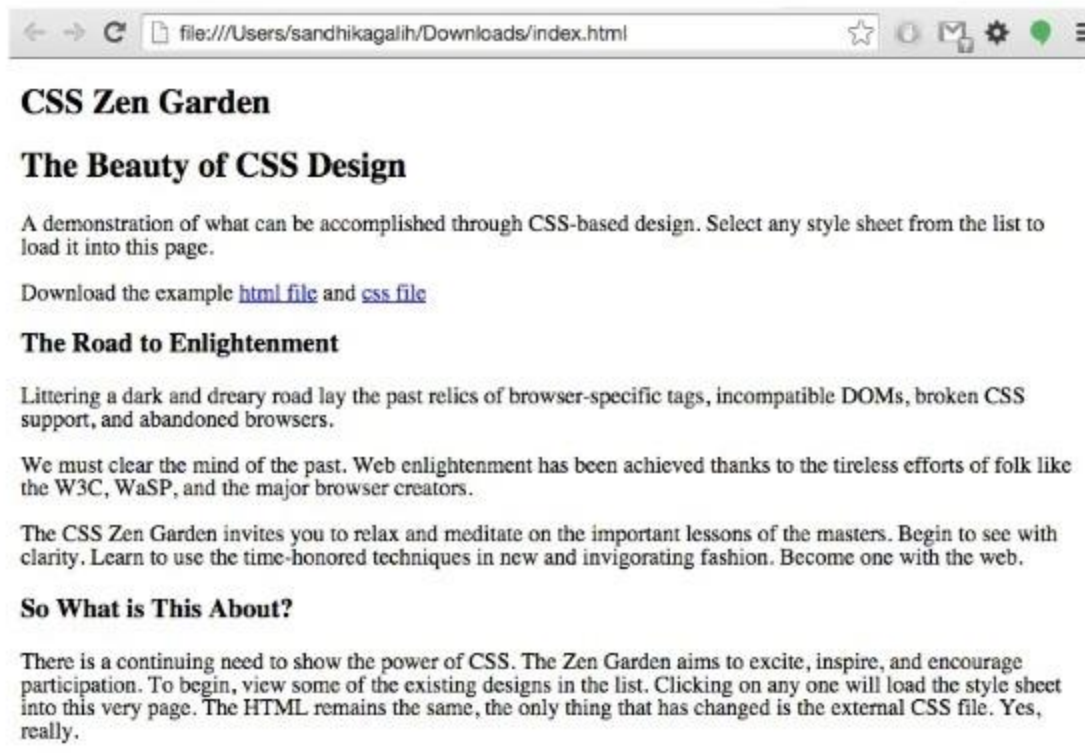 file:///Users/sandhikagalih/Downloads/index.html
CSS Zen Garden
The Beauty of CSS Design
A demonstration of what can be accomplished through CSS-based design. Select any style sheet from the list to
load it into this page.
Download the example html file and css file
The Road to Enlightenment
Littering a dark and dreary road lay the past relics of browser-specific tags, incompatible DOMs, broken CSS
support, and abandoned browsers.
We must clear the mind of the past. Web enlightenment has been achieved thanks to the tireless efforts of folk like
the W3C, WaSP, and the major browser creators.
The CSS Zen Garden invites you to relax and meditate on the important lessons of the masters. Begin to see with
clarity. Learn to use the time-honored techniques in new and invigorating fashion. Become one with the web.
So What is This About?
There is a continuing need to show the power of CSS. The Zen Garden aims to excite, inspire, and encourage
participation. To begin, view some of the existing designs in the list. Clicking on any one will load the style sheet
into this very page. The HTML remains the same, the only thing that has changed is the external CSS file. Yes,
really.